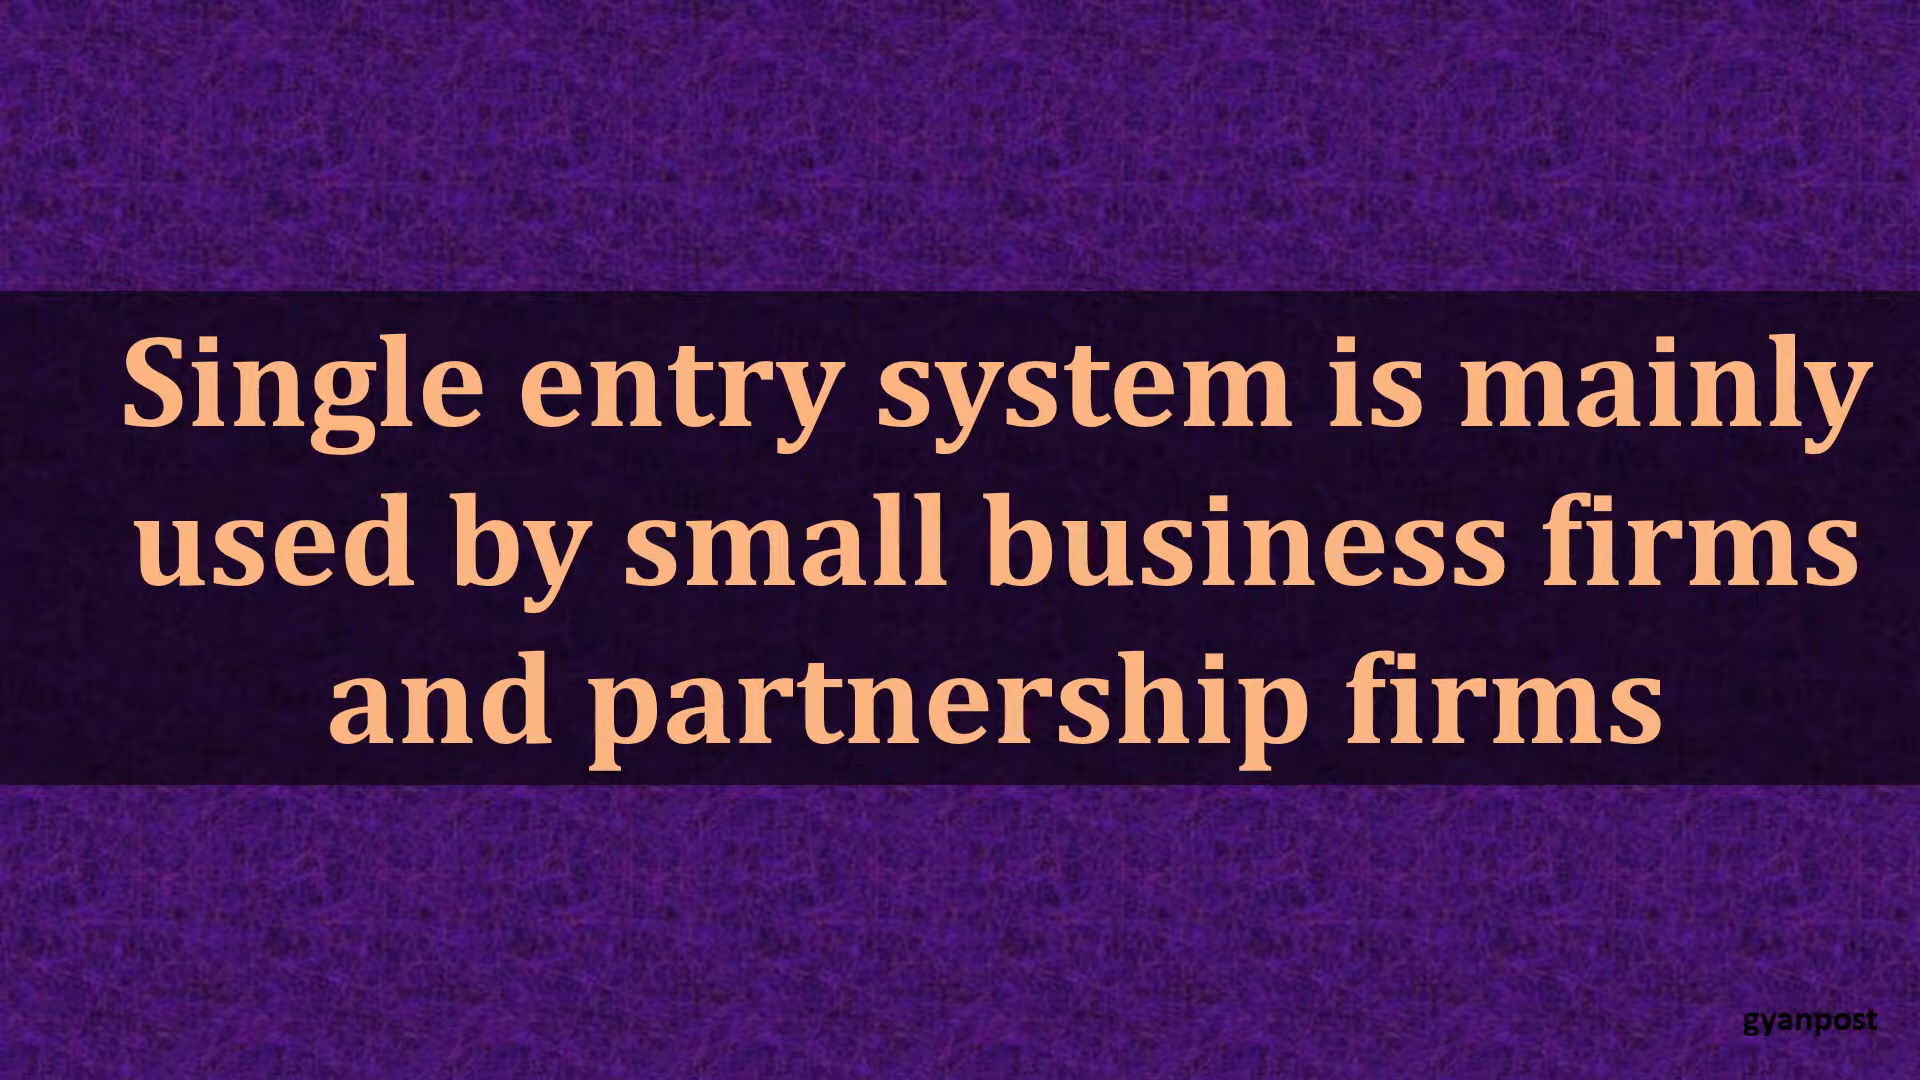 Single entry system is mainly
used by small business firms
and partnership firms
gyanpost